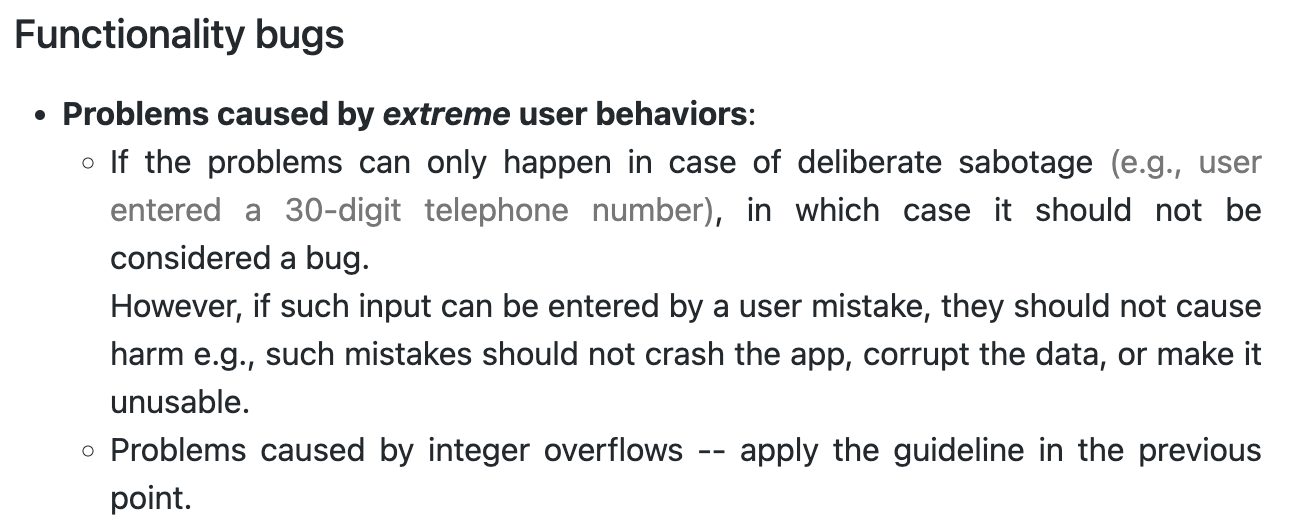 Functionality bugs
• Problems caused by extreme user behaviors:
○ If the problems can only happen in case of deliberate sabotage (e.g., user
entered a 30-digit telephone number), in which case it should not be
considered a bug.
However, if such input can be entered by a user mistake, they should not cause
harm e.g., such mistakes should not crash the app, corrupt the data, or make it
unusable.
○ Problems caused by integer overflows -- apply the guideline in the previous
point.